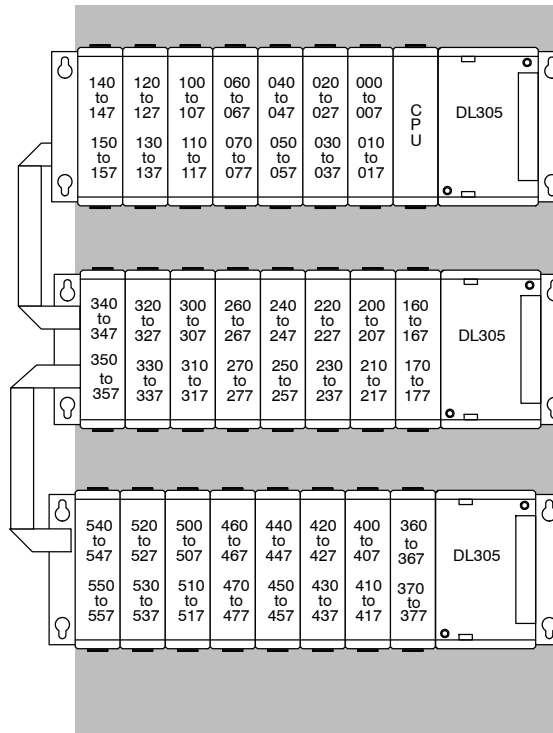 140 to 147 120 to 127 100 to 107 060 to 067 040 to 047 020 to 027 000 to 007 CPU DL305
150 to 157 130 to 137 110 to 117 070 to 077 050 to 057 030 to 037 010 to 017
340 to 347 320 to 327 300 to 307 260 to 267 240 to 247 220 to 227 200 to 207 160 to 167 DL305
350 to 357 330 to 337 310 to 317 270 to 277 250 to 257 230 to 237 210 to 217 170 to 177
540 to 547 520 to 527 500 to 507 460 to 467 440 to 447 420 to 427 400 to 407 360 to 367 DL305
550 to 557 530 to 537 510 to 517 470 to 477 450 to 457 430 to 437 410 to 417 370 to 377